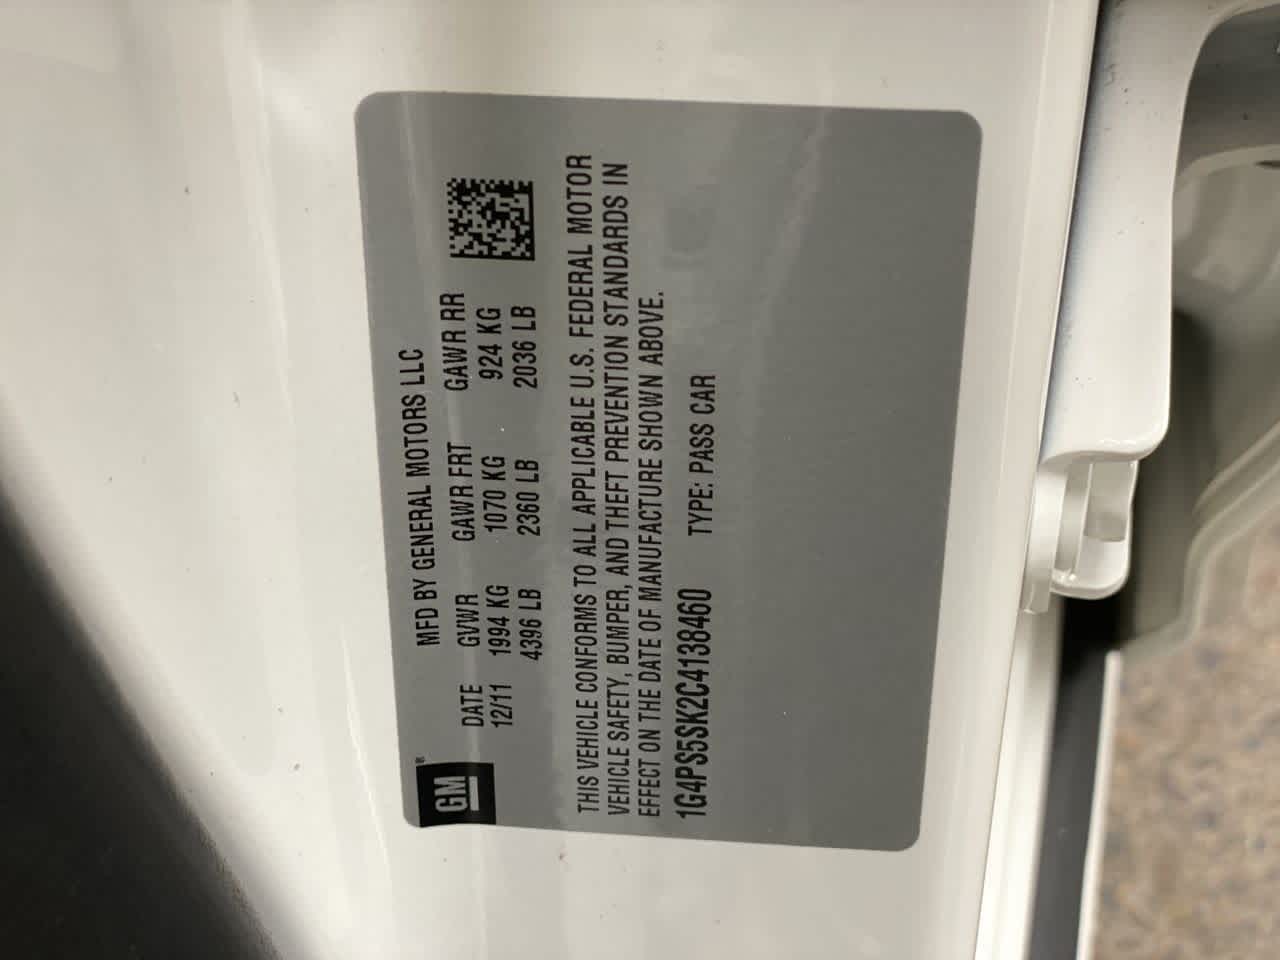 GM®
MFD BY GENERAL MOTORS LLC
DATE GVWR GAWR FRT GAWR RR
12/11 1994 KG 1070 KG 924 KG
4396 LB 2360 LB 2036 LB
THIS VEHICLE CONFORMS TO ALL APPLICABLE U.S. FEDERAL MOTOR
VEHICLE SAFETY, BUMPER, AND THEFT PREVENTION STANDARDS IN
EFFECT ON THE DATE OF MANUFACTURE SHOWN ABOVE.
1G4PS5SK2C4138460 TYPE: PASS CAR